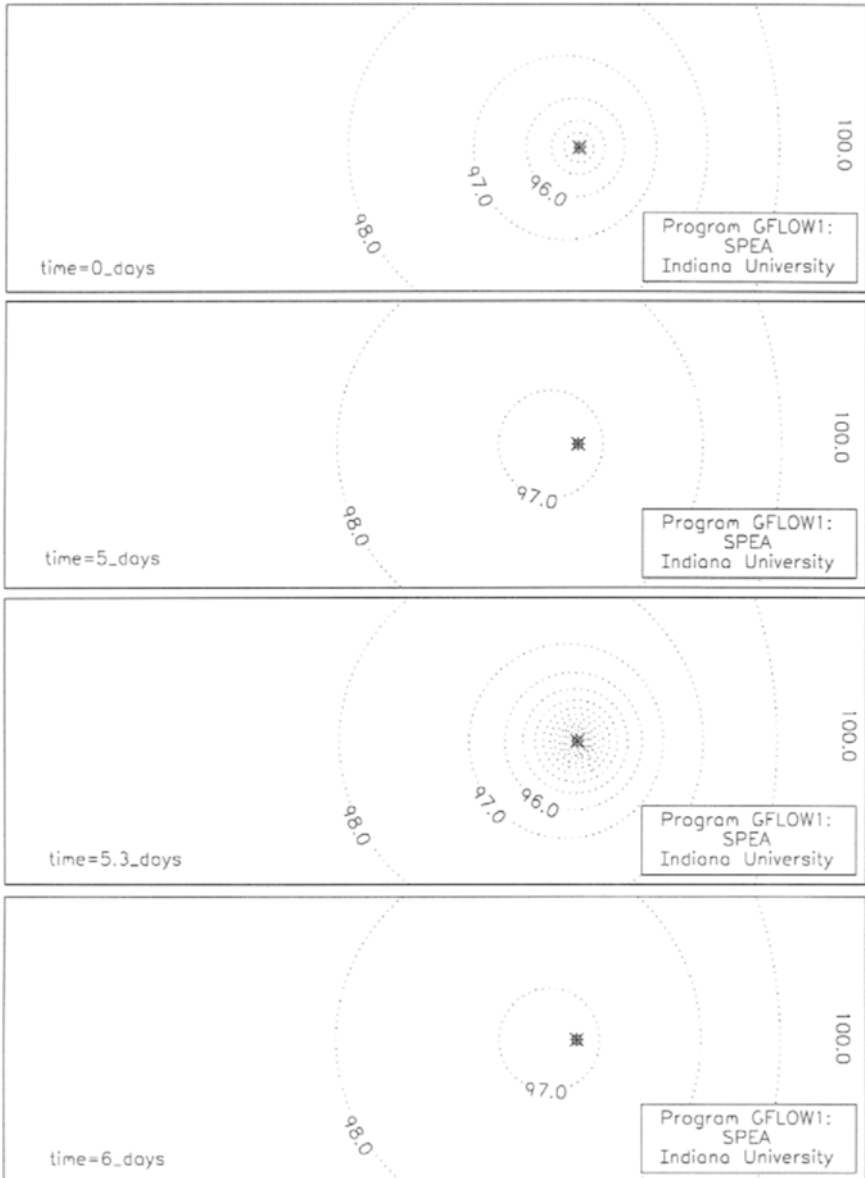 100.0
97.0
96.0
98.0
time=0_days
Program GFLOW1:
SPEA
Indiana University
100.0
97.0
98.0
time=5_days
Program GFLOW1:
SPEA
Indiana University
100.0
96.0
97.0
98.0
time=5.3_days
Program GFLOW1:
SPEA
Indiana University
100.0
97.0
98.0
time=6_days
Program GFLOW1:
SPEA
Indiana University